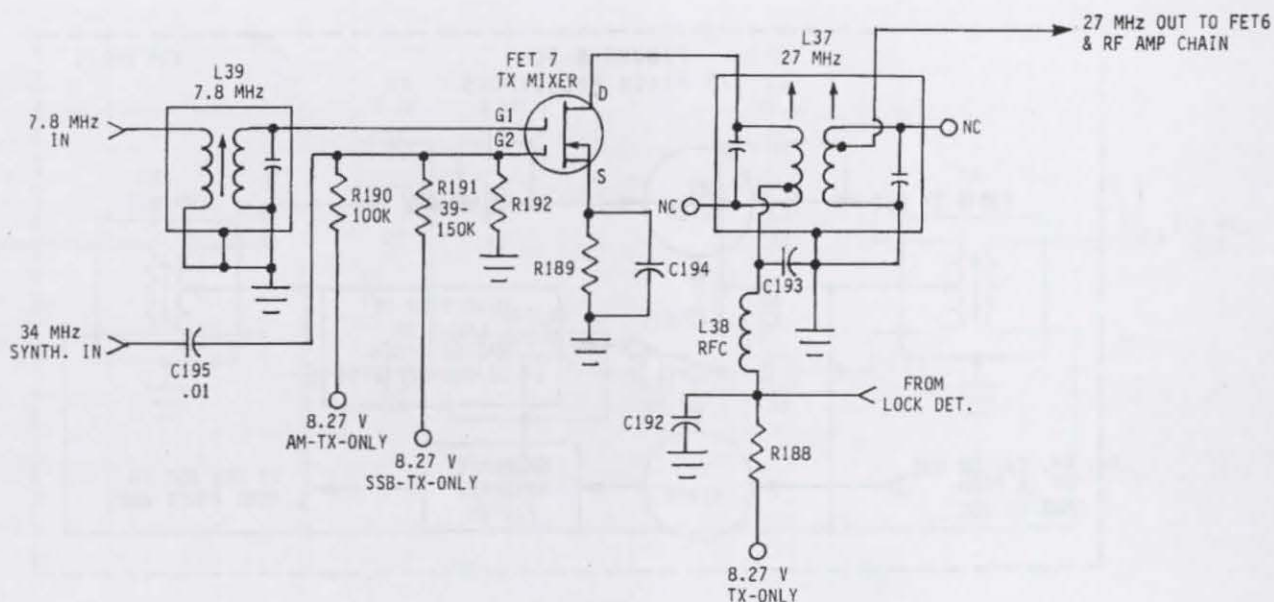 27 MHz OUT TO FET6
& RF AMP CHAIN
L37
27 MHz
FET 7
TX MIXER
L39
7.8 MHz
D
G1
G2
S
7.8 MHz
IN
NC
NC
R190
100K
R191
39-
150K
R192
R189
C194
C193
L38
RFC
34 MHz
SYNTH. IN
C195
.01
FROM
LOCK DET.
C192
R188
8.27 V
AM-TX-ONLY
8.27 V
SSB-TX-ONLY
8.27 V
TX-ONLY